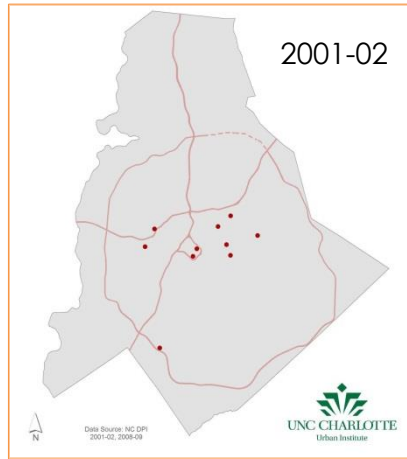 2001-02
N
Data Source: NC DPI
2001-02, 2008-09
UNC CHARLOTTE
Urban Institute